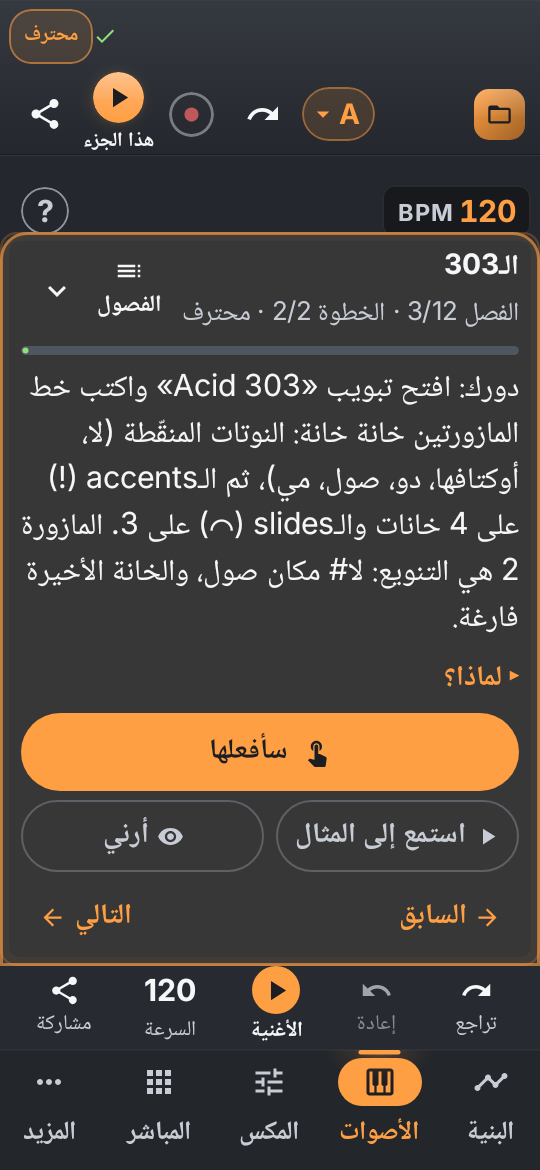 محترف
هذا الجزء
A
?
BPM 120
الـ303
الفصل 3/12 · الخطوة 2/2 · محترف
الفصول
دورك: افتح تبويب «Acid 303» واكتب خط
المازورتين خانة خانة: النوتات المنقّطة (لا،
أوكتافها، دو، صول، مي)، ثم الـaccents (!)
على 4 خانات والـslides (⌒) على 3. المازورة
2 هي التنويع: لا# مكان صول، والخانة الأخيرة
فارغة.
لماذا؟
سأفعلها
استمع إلى المثال
أرني
السابق
التالي
تراجع
إعادة
الأغنية
120
السرعة
مشاركة
البنية
الأصوات
المكس
المباشر
المزيد